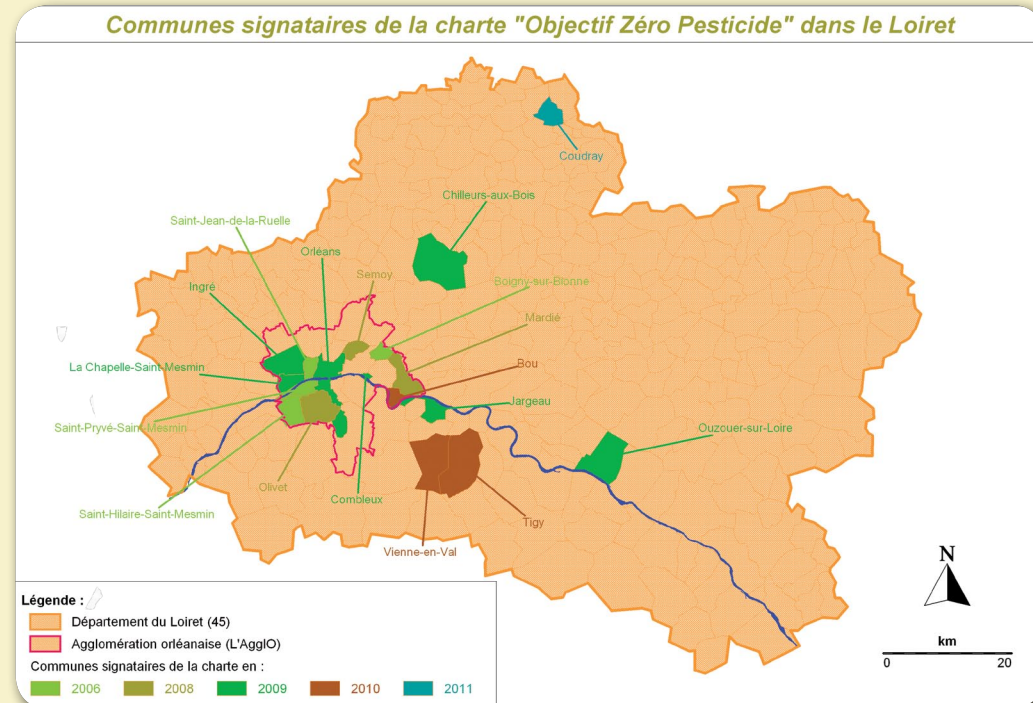 Communes signataires de la charte "Objectif Zéro Pesticide" dans le Loiret
Coudray
Chilleurs-aux-Bois
Saint-Jean-de-la-Ruelle
Orléans
Semoy
Ingré
Boigny-sur-Bionne
Mardié
Bou
La Chapelle-Saint-Mesmin
Jargeau
Saint-Pryvé-Saint-Mesmin
Ouzouer-sur-Loire
Olivet
Combleux
Saint-Hilaire-Saint-Mesmin
Tigy
Vienne-en-Val
N
km
0 20
Légende :
Département du Loiret (45)
Agglomération orléanaise (L'AgglO)
Communes signataires de la charte en :
2006 2008 2009 2010 2011